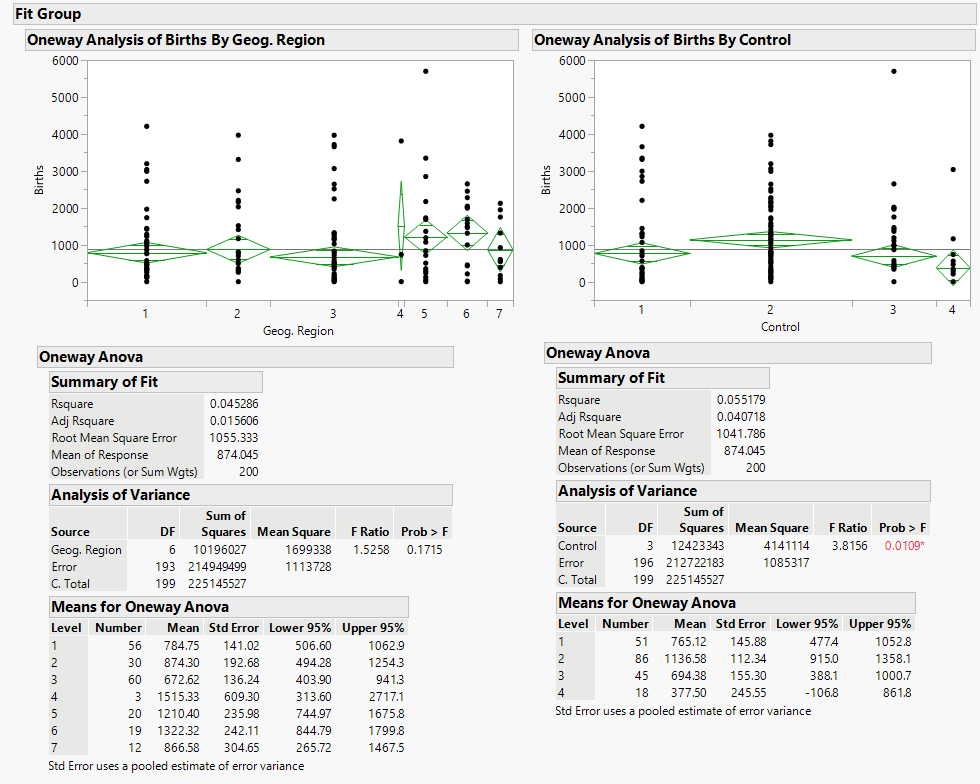 Fit Group
Oneway Analysis of Births By Geog. Region
6000
5000
4000
3000
2000
1000
0
Births
1 2 3 4 5 6 7
Geog. Region
Oneway Anova
Summary of Fit
Rsquare 0.045286
Adj Rsquare 0.015606
Root Mean Square Error 1055.333
Mean of Response 874.045
Observations (or Sum Wgts) 200
Analysis of Variance
Sum of
Source DF Squares Mean Square F Ratio Prob > F
Geog. Region 6 10196027 1699338 1.5258 0.1715
Error 193 214949499 1113728
C. Total 199 225145527
Means for Oneway Anova
Level Number Mean Std Error Lower 95% Upper 95%
1 56 784.75 141.02 506.60 1062.9
2 30 874.30 192.68 494.28 1254.3
3 60 672.62 136.24 403.90 941.3
4 3 1515.33 609.30 313.60 2717.1
5 20 1210.40 235.98 744.97 1675.8
6 19 1322.32 242.11 844.79 1799.8
7 12 866.58 304.65 265.72 1467.5
Std Error uses a pooled estimate of error variance
Oneway Analysis of Births By Control
6000
5000
4000
3000
2000
1000
0
Births
1 2 3 4
Control
Oneway Anova
Summary of Fit
Rsquare 0.055179
Adj Rsquare 0.040718
Root Mean Square Error 1041.786
Mean of Response 874.045
Observations (or Sum Wgts) 200
Analysis of Variance
Sum of
Source DF Squares Mean Square F Ratio Prob > F
Control 3 12423343 4141114 3.8156 0.0109*
Error 196 212722183 1085317
C. Total 199 225145527
Means for Oneway Anova
Level Number Mean Std Error Lower 95% Upper 95%
1 51 765.12 145.88 477.4 1052.8
2 86 1136.58 112.34 915.0 1358.1
3 45 694.38 155.30 388.1 1000.7
4 18 377.50 245.55 -106.8 861.8
Std Error uses a pooled estimate of error variance